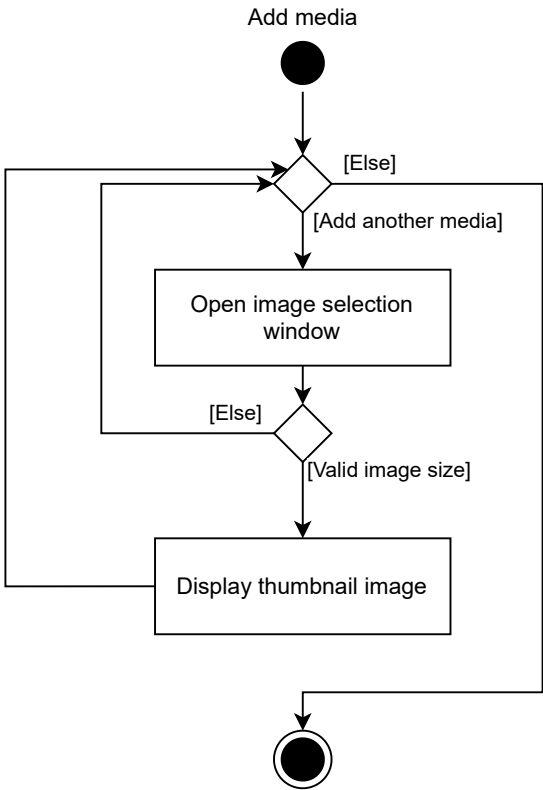 Add media
[Else]
[Add another media]
Open image selection
window
[Else]
[Valid image size]
Display thumbnail image